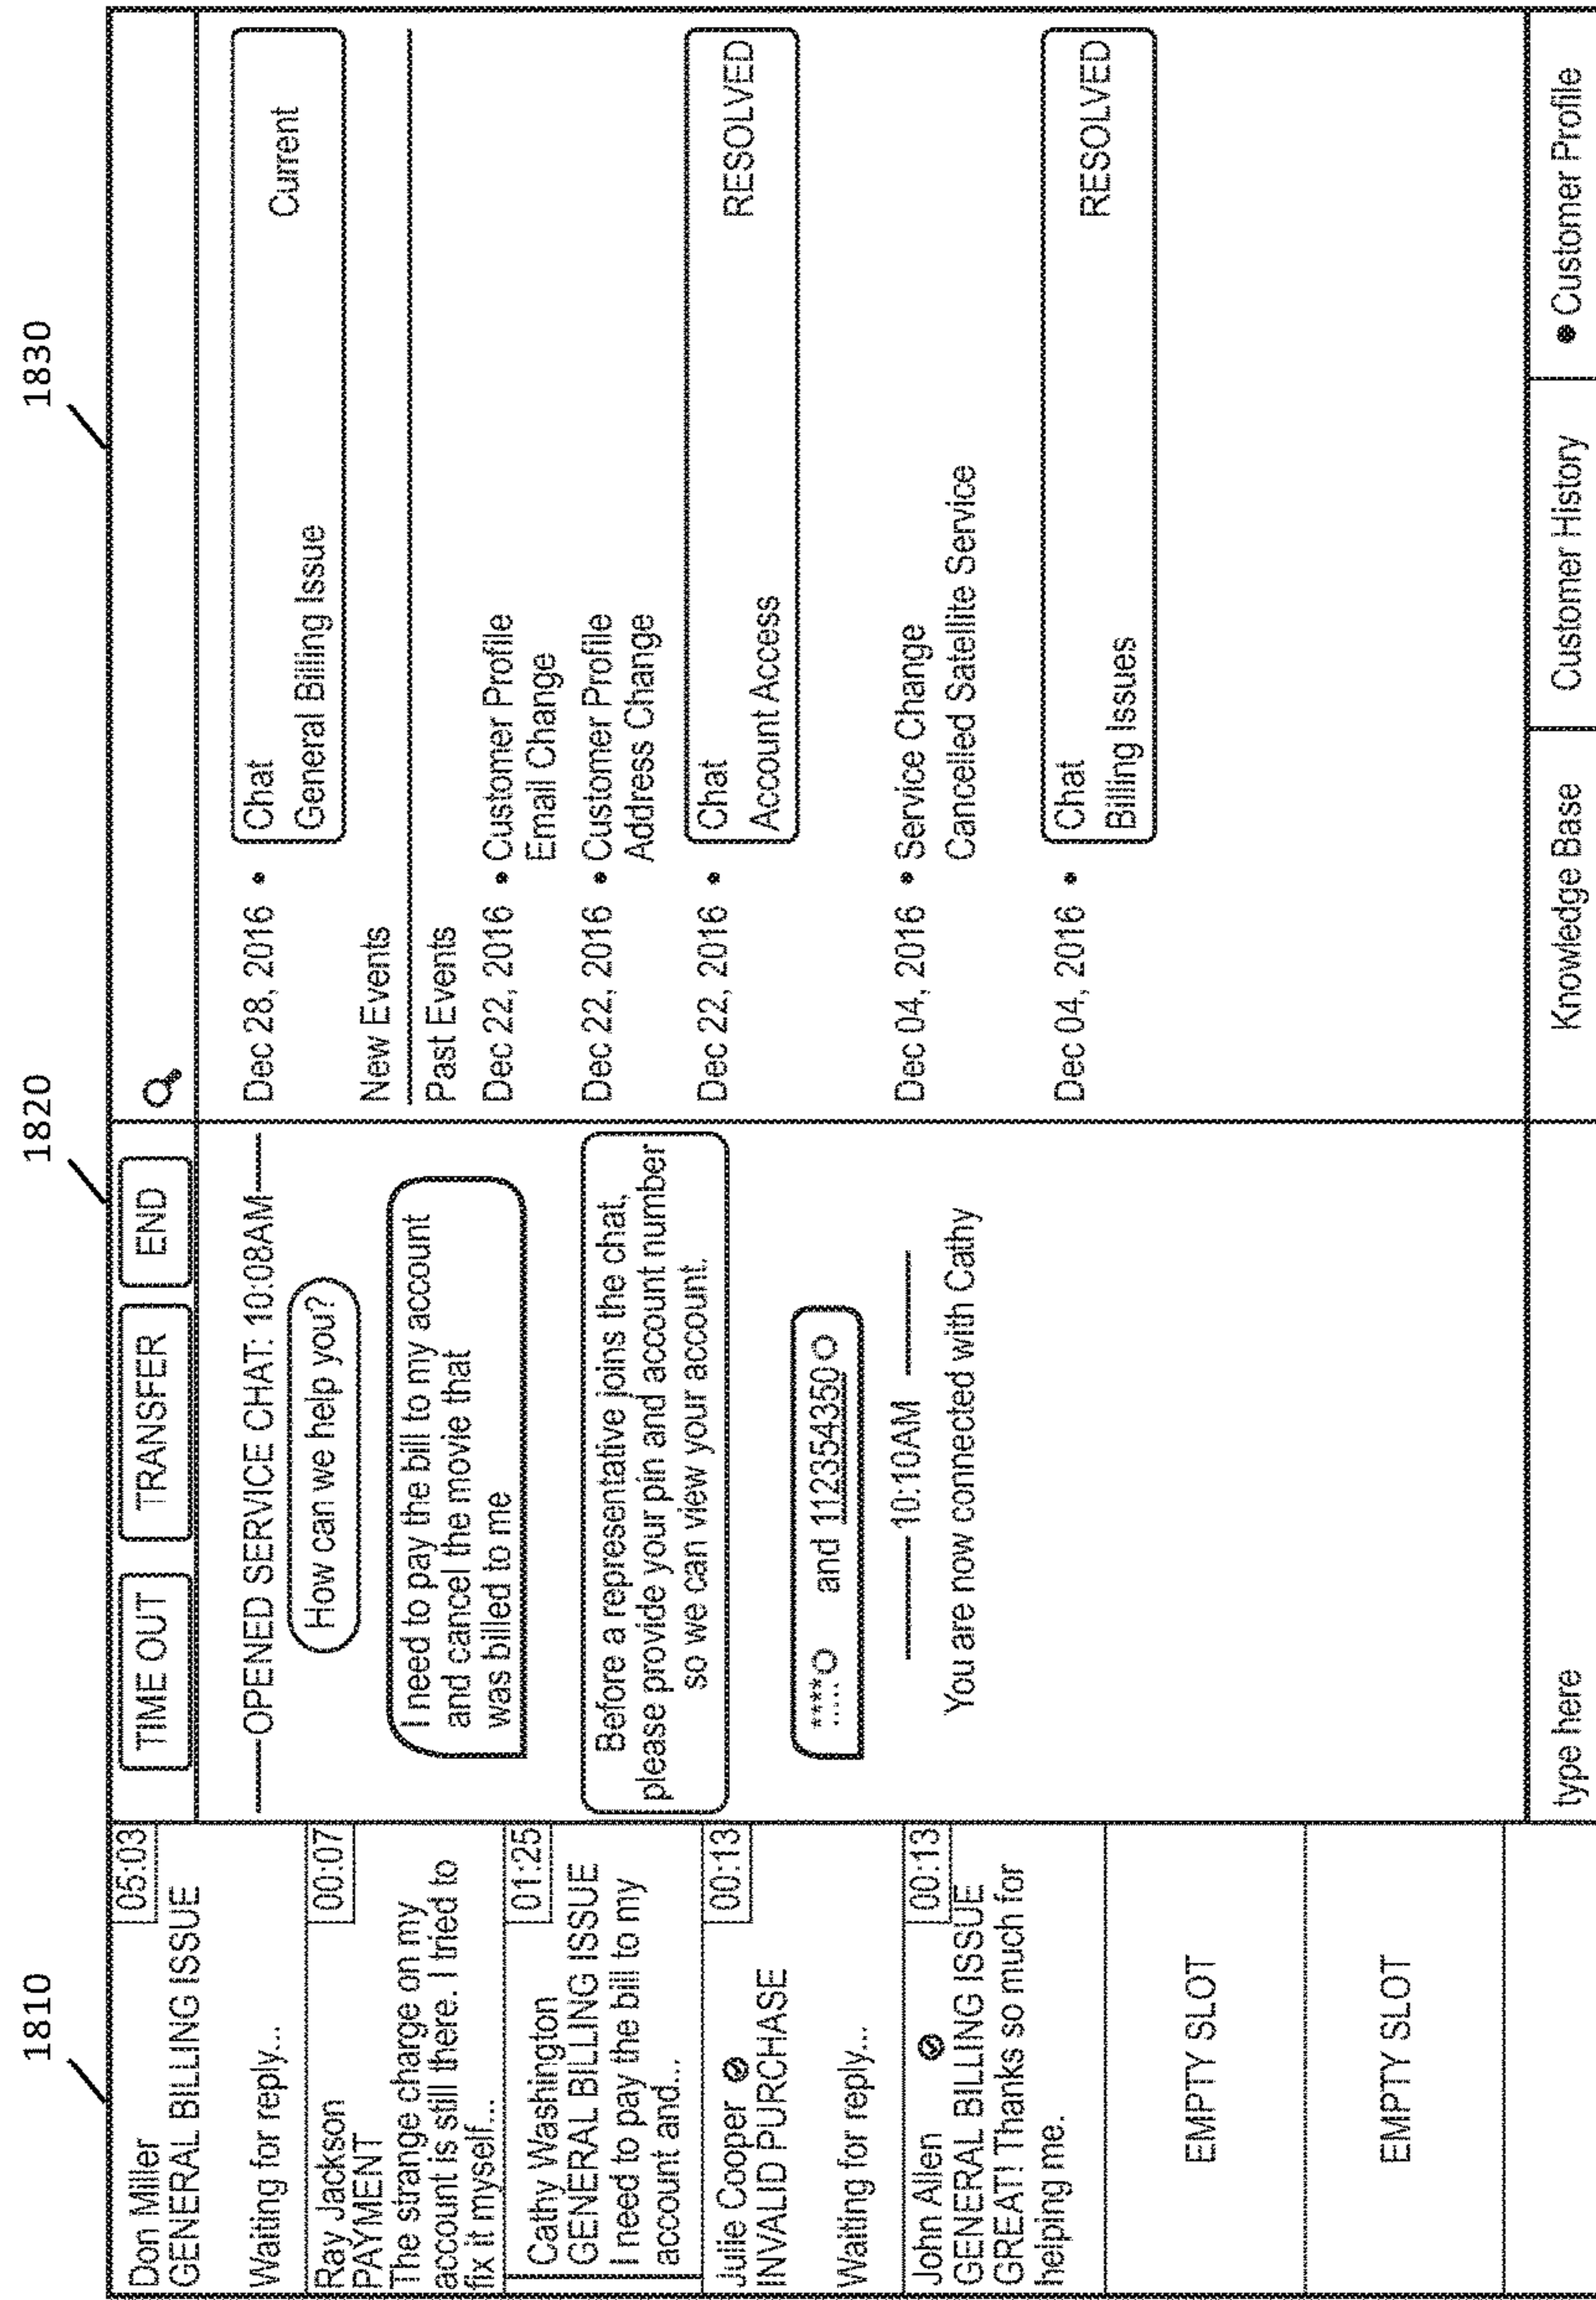 1810
1820
1830
Don Miller
05:03
GENERAL BILLING ISSUE
Waiting for reply...
Ray Jackson
00:07
PAYMENT
The strange charge on my
account is still there. I tried to
fix it myself...
Cathy Washington
01:25
GENERAL BILLING ISSUE
I need to pay the bill to my
account and...
Julie Cooper
00:13
INVALID PURCHASE
Waiting for reply...
John Allen
00:13
GENERAL BILLING ISSUE
GREAT! Thanks so much for
helping me.
EMPTY SLOT
EMPTY SLOT
TIME OUT
TRANSFER
END
OPENED SERVICE CHAT: 10:08AM
How can we help you?
I need to pay the bill to my account
and cancel the movie that
was billed to me
Before a representative joins the chat,
please provide your pin and account number
so we can view your account.
**** and 112354350
10:10AM
You are now connected with Cathy
type here
Dec 28, 2016 • Chat Current
General Billing Issue
New Events
Past Events
Dec 22, 2016 • Customer Profile
Email Change
Dec 22, 2016 • Customer Profile
Address Change
Dec 22, 2016 • Chat RESOLVED
Account Access
Dec 04, 2016 • Service Change
Cancelled Satellite Service
Dec 04, 2016 • Chat RESOLVED
Billing Issues
Knowledge Base
Customer History
• Customer Profile